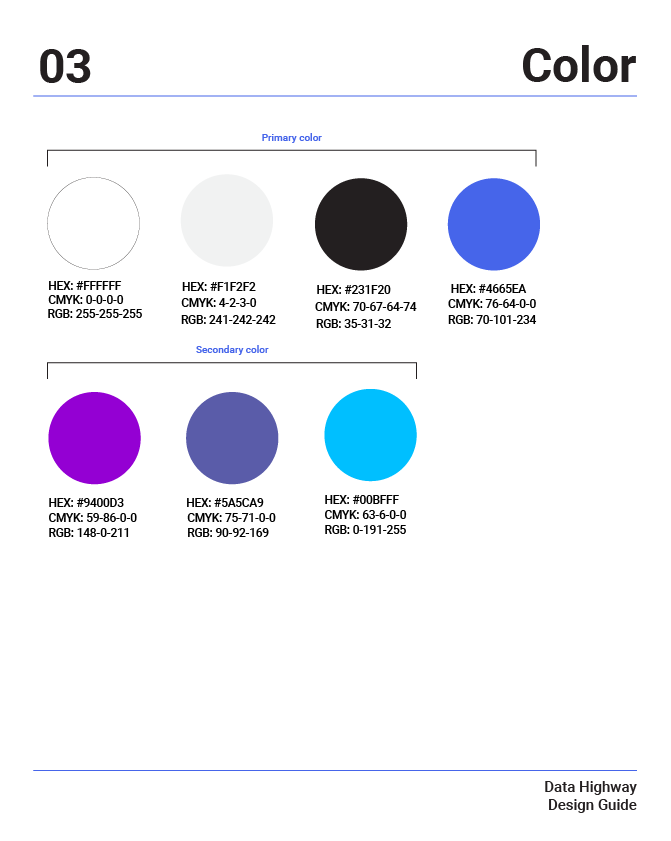 03
Color
Primary color
HEX: #FFFFFF
CMYK: 0-0-0-0
RGB: 255-255-255
HEX: #F1F2F2
CMYK: 4-2-3-0
RGB: 241-242-242
HEX: #231F20
CMYK: 70-67-64-74
RGB: 35-31-32
HEX: #4665EA
CMYK: 76-64-0-0
RGB: 70-101-234
Secondary color
HEX: #9400D3
CMYK: 59-86-0-0
RGB: 148-0-211
HEX: #5A5CA9
CMYK: 75-71-0-0
RGB: 90-92-169
HEX: #00BFFF
CMYK: 63-6-0-0
RGB: 0-191-255
Data Highway
Design Guide